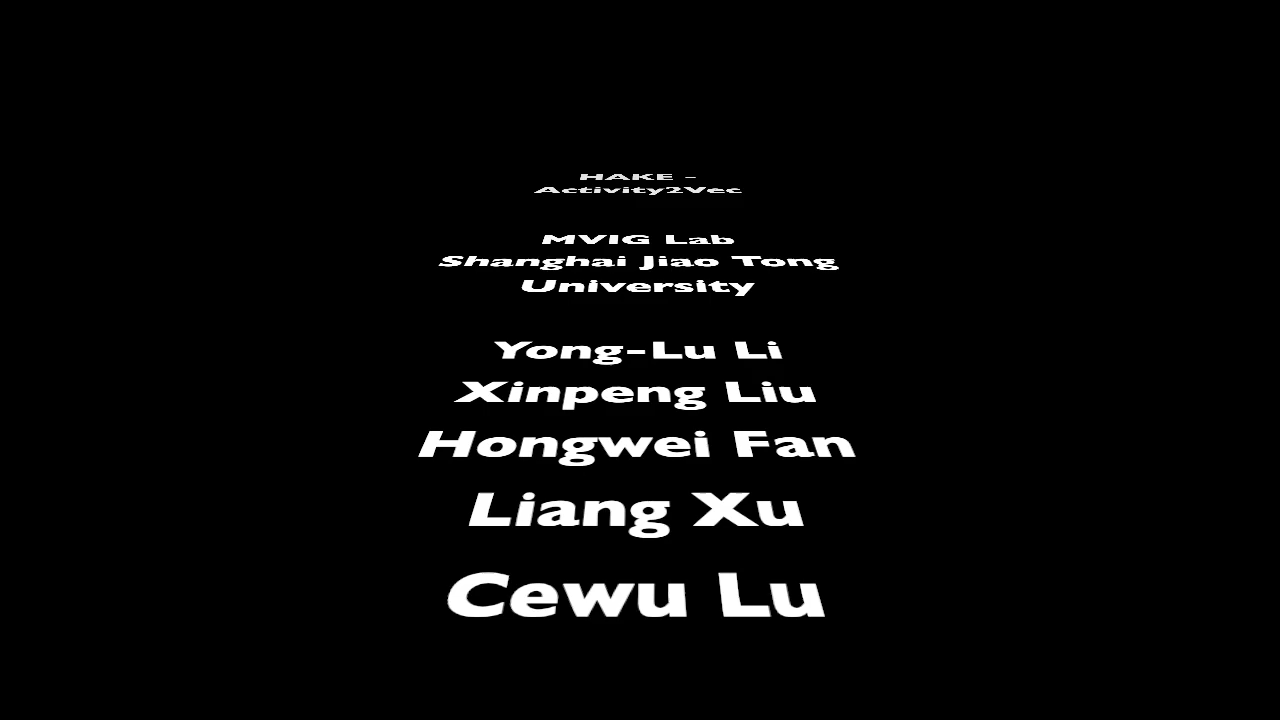 HAKE -
Activity2Vec
MVIG Lab
Shanghai Jiao Tong
University
Yong-Lu Li
Xinpeng Liu
Hongwei Fan
Liang Xu
Cewu Lu